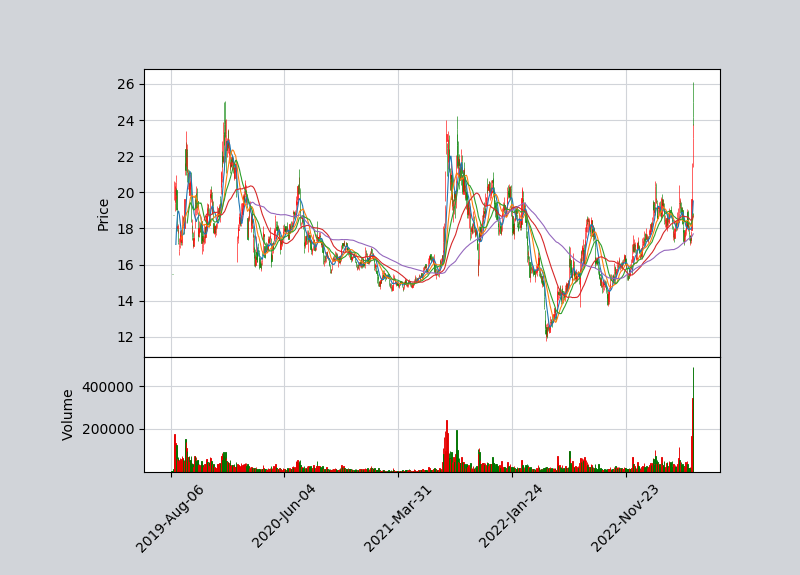 26
24
22
20
18
16
14
12
Price
400000
200000
Volume
2019-Aug-06
2020-Jun-04
2021-Mar-31
2022-Jan-24
2022-Nov-23